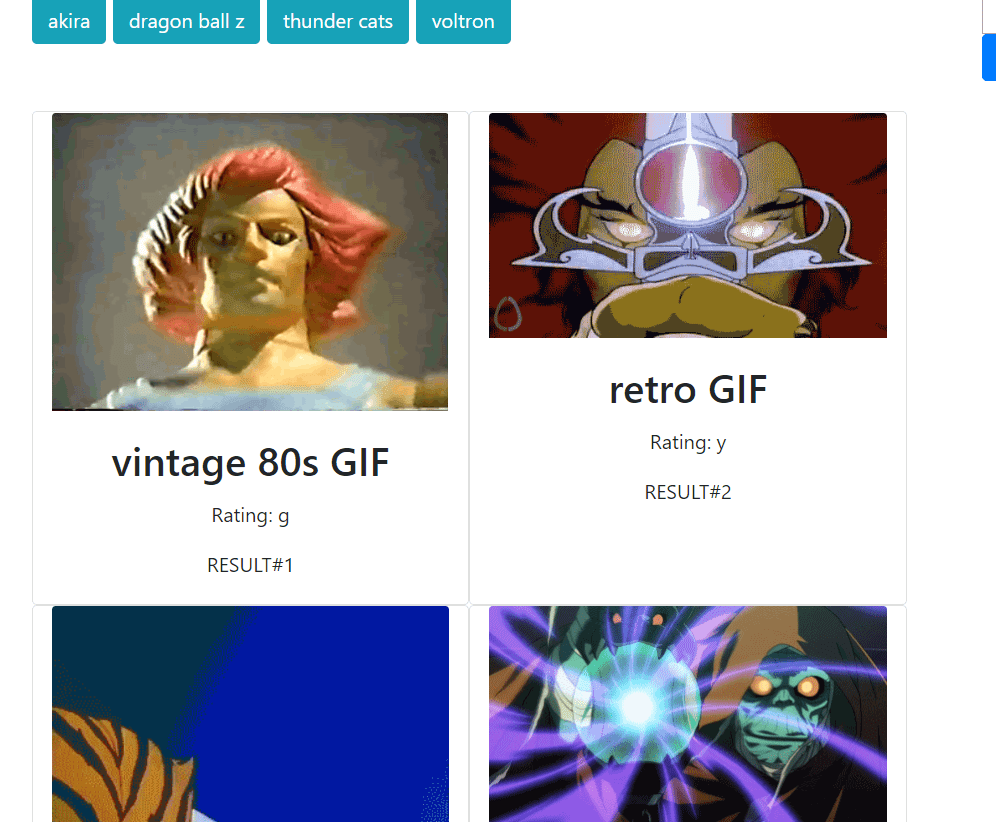 akira
dragon ball z
thunder cats
voltron
vintage 80s GIF
Rating: g
RESULT#1
retro GIF
Rating: y
RESULT#2